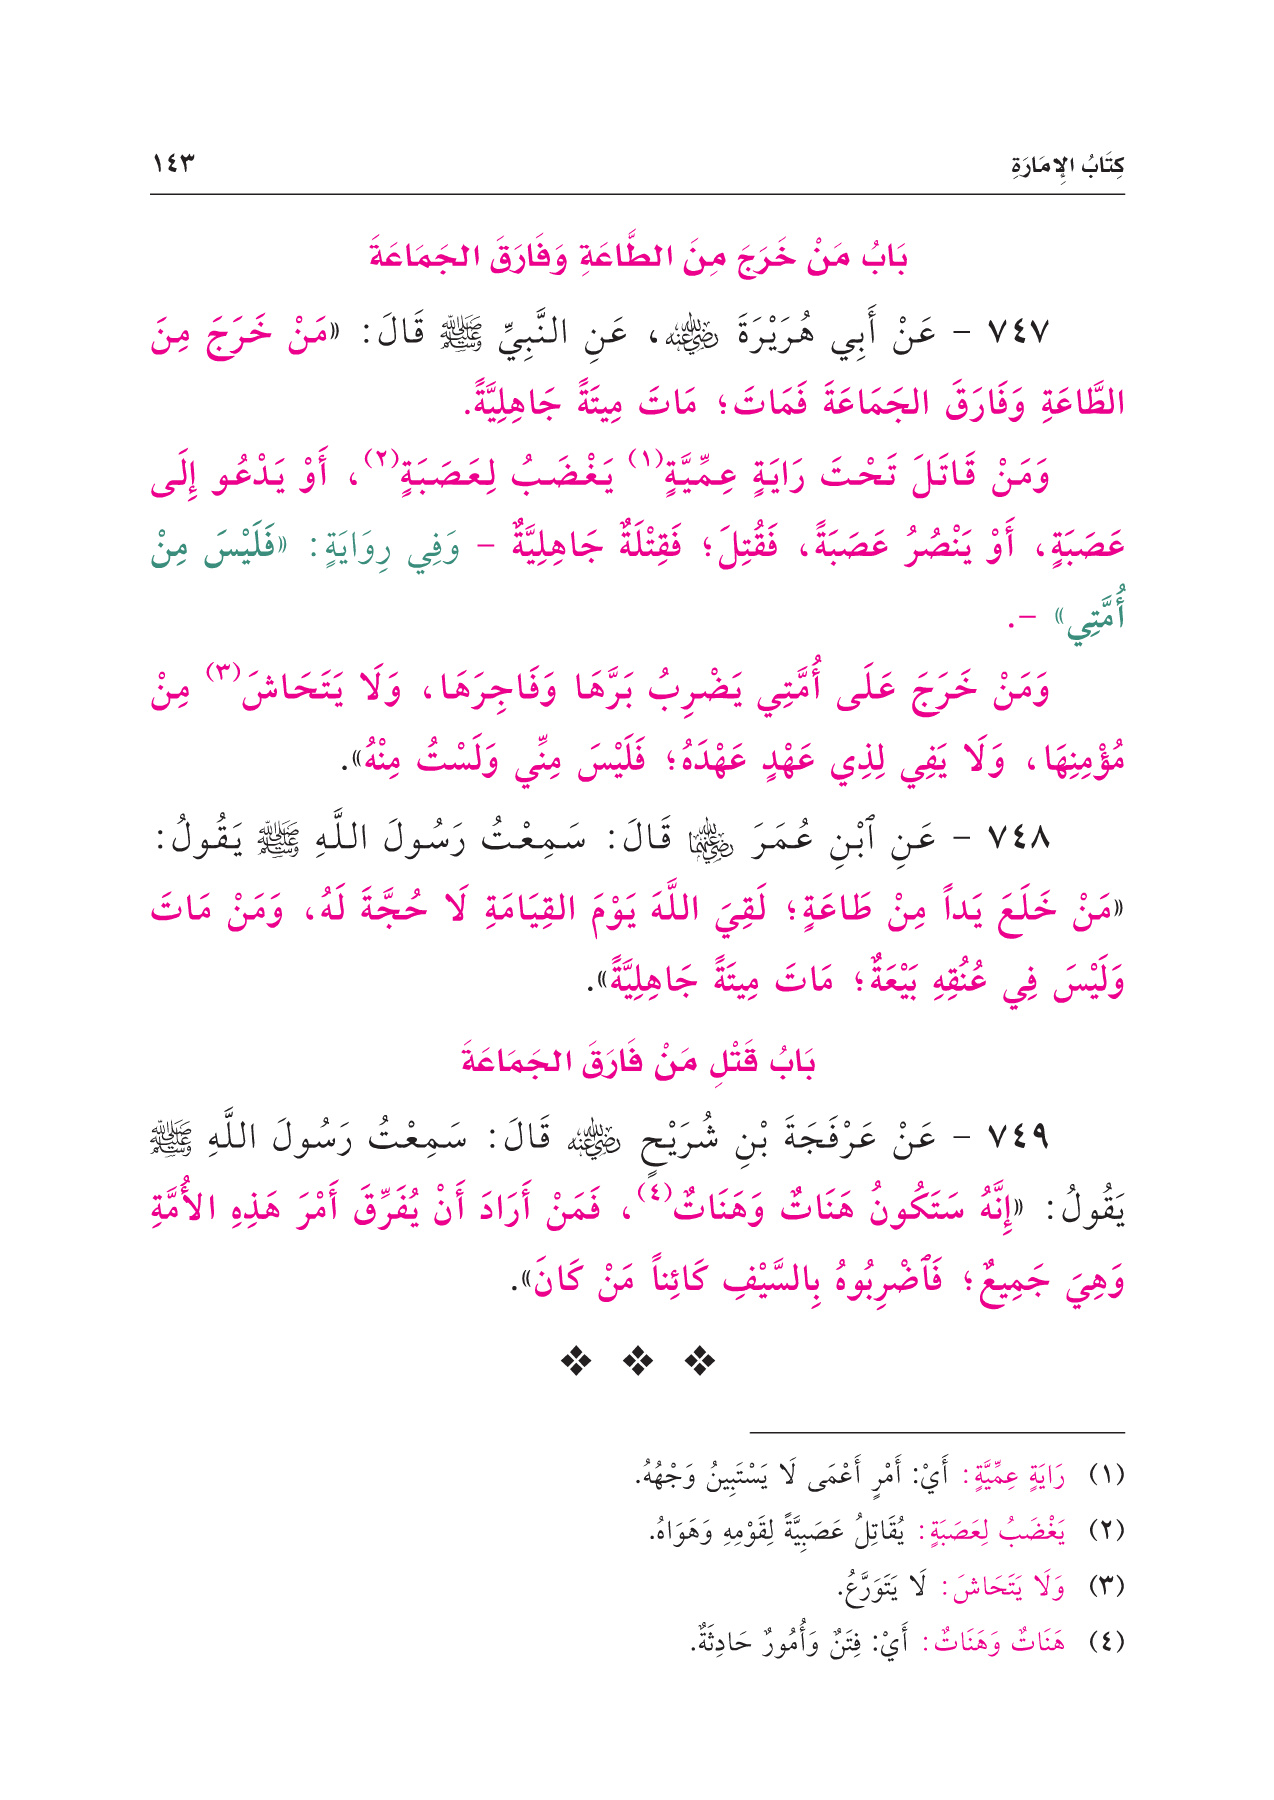 كِتَابُ الإِمَارَةِ ١٤٣
بَابُ مَنْ خَرَجَ مِنَ الطَّاعَةِ وَفَارَقَ الجَمَاعَةَ
٧٤٧ - عَنْ أَبِي هُرَيْرَةَ رضي الله عنه، عَنِ النَّبِيِّ ﷺ قَالَ: «مَنْ خَرَجَ مِنَ
الطَّاعَةِ وَفَارَقَ الجَمَاعَةَ فَمَاتَ؛ مَاتَ مِيتَةً جَاهِلِيَّةً.
وَمَنْ قَاتَلَ تَحْتَ رَايَةٍ عِمِّيَّةٍ(١) يَغْضَبُ لِعَصَبَةٍ(٢)، أَوْ يَدْعُو إِلَى
عَصَبَةٍ، أَوْ يَنْصُرُ عَصَبَةً، فَقُتِلَ؛ فَقِتْلَةٌ جَاهِلِيَّةٌ - وَفِي رِوَايَةٍ: «فَلَيْسَ مِنْ
أُمَّتِي» -.
وَمَنْ خَرَجَ عَلَى أُمَّتِي يَضْرِبُ بَرَّهَا وَفَاجِرَهَا، وَلَا يَتَحَاشَ(٣) مِنْ
مُؤْمِنِهَا، وَلَا يَفِي لِذِي عَهْدٍ عَهْدَهُ؛ فَلَيْسَ مِنِّي وَلَسْتُ مِنْهُ».
٧٤٨ - عَنِ ٱبْنِ عُمَرَ رضي الله عنهما قَالَ: سَمِعْتُ رَسُولَ اللَّهِ ﷺ يَقُولُ:
«مَنْ خَلَعَ يَداً مِنْ طَاعَةٍ؛ لَقِيَ اللَّهَ يَوْمَ القِيَامَةِ لَا حُجَّةَ لَهُ، وَمَنْ مَاتَ
وَلَيْسَ فِي عُنُقِهِ بَيْعَةٌ؛ مَاتَ مِيتَةً جَاهِلِيَّةً».
بَابُ قَتْلِ مَنْ فَارَقَ الجَمَاعَةَ
٧٤٩ - عَنْ عَرْفَجَةَ بْنِ شُرَيْحٍ رضي الله عنه قَالَ: سَمِعْتُ رَسُولَ اللَّهِ ﷺ
يَقُولُ: «إِنَّهُ سَتَكُونُ هَنَاتٌ وَهَنَاتٌ(٤)، فَمَنْ أَرَادَ أَنْ يُفَرِّقَ أَمْرَ هَذِهِ الأُمَّةِ
وَهِيَ جَمِيعٌ؛ فَٱضْرِبُوهُ بِالسَّيْفِ كَائِناً مَنْ كَانَ».
(١) رَايَةٍ عِمِّيَّةٍ: أَيْ: أَمْرٍ أَعْمَى لَا يَسْتَبِينُ وَجْهُهُ.
(٢) يَغْضَبُ لِعَصَبَةٍ: يُقَاتِلُ عَصَبِيَّةً لِقَوْمِهِ وَهَوَاهُ.
(٣) وَلَا يَتَحَاشَ: لَا يَتَوَرَّعُ.
(٤) هَنَاتٌ وَهَنَاتٌ: أَيْ: فِتَنٌ وَأُمُورٌ حَادِثَةٌ.